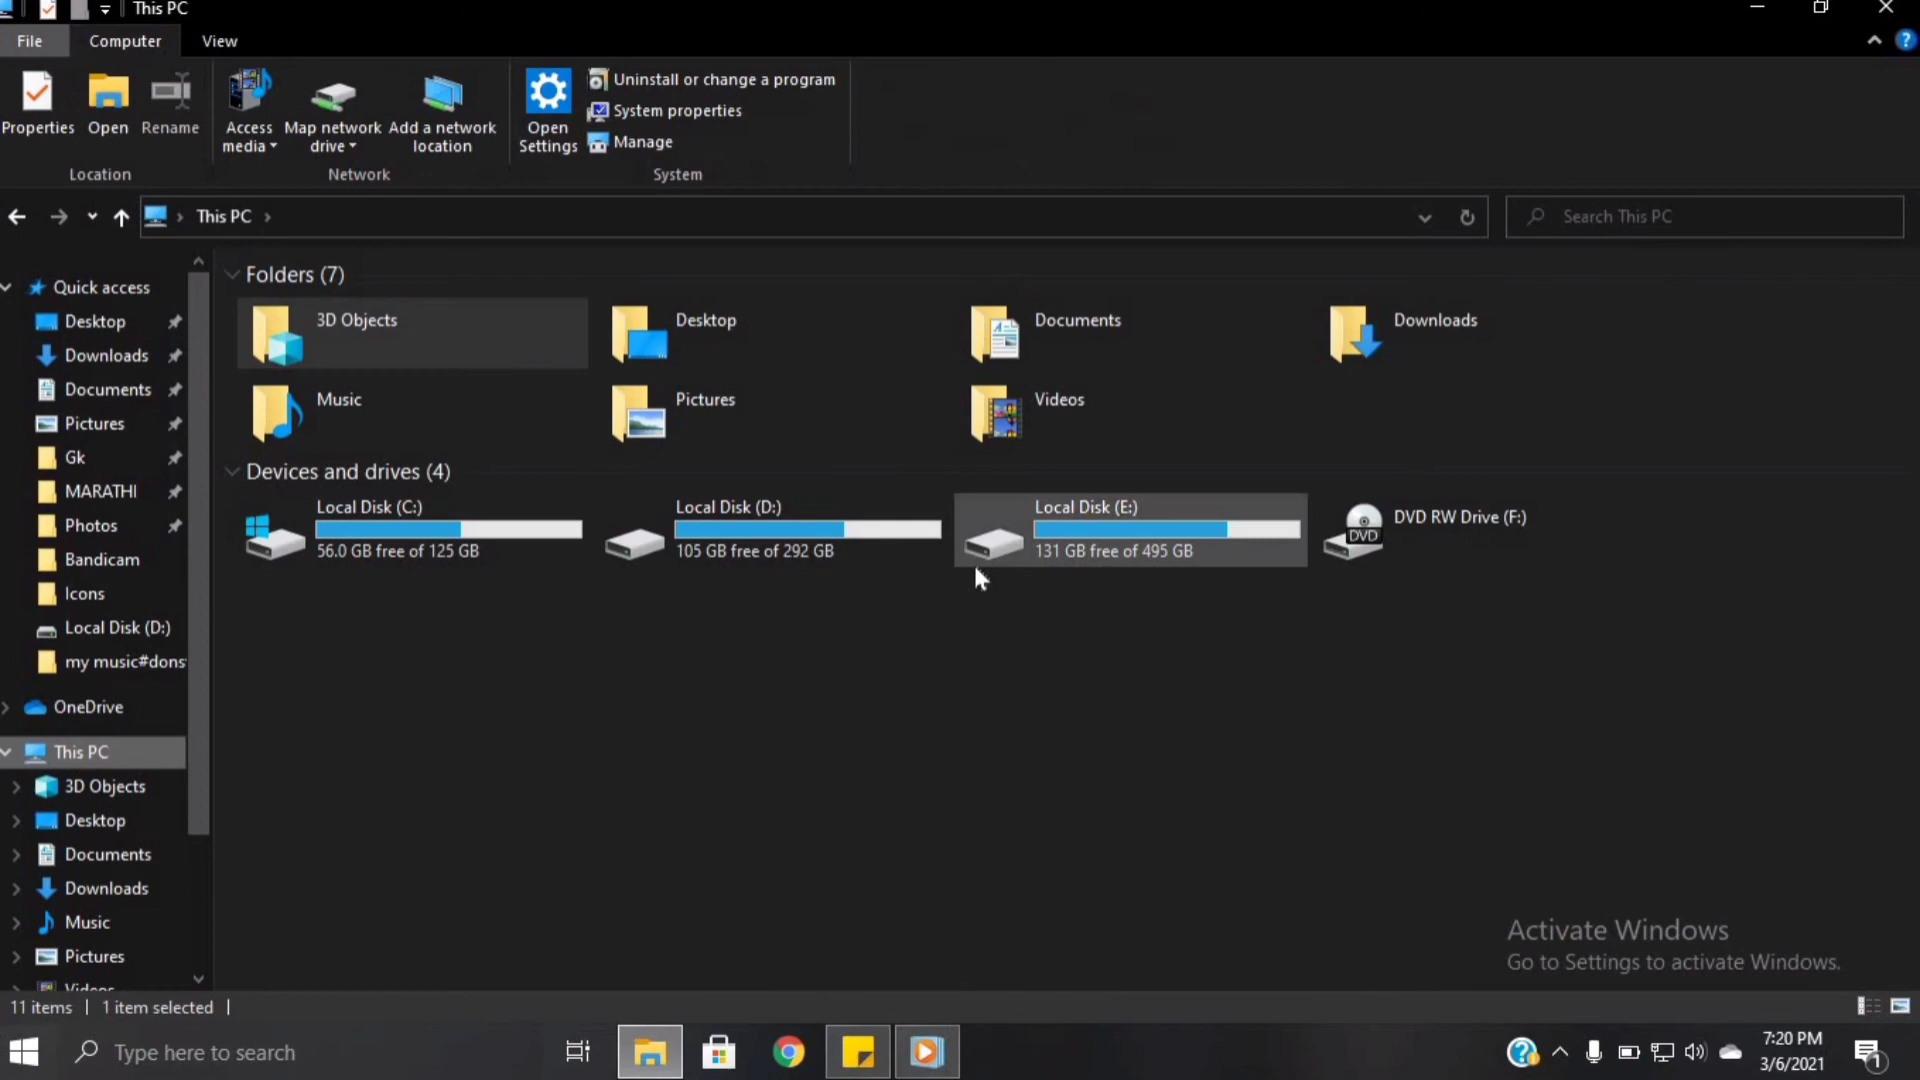 This PC
File
Computer
View
Properties
Open
Rename
Access media
Map network drive
Add a network location
Open Settings
Uninstall or change a program
System properties
Manage
Location
Network
System
This PC
Search This PC
Quick access
Desktop
Downloads
Documents
Pictures
Gk
MARATHI
Photos
Bandicam
Icons
Local Disk (D:)
my music#dons
OneDrive
This PC
3D Objects
Desktop
Documents
Downloads
Music
Pictures
Videos
Folders (7)
3D Objects
Desktop
Documents
Downloads
Music
Pictures
Videos
Devices and drives (4)
Local Disk (C:)
56.0 GB free of 125 GB
Local Disk (D:)
105 GB free of 292 GB
Local Disk (E:)
131 GB free of 495 GB
DVD RW Drive (F:)
DVD
Activate Windows
Go to Settings to activate Windows.
11 items
1 item selected
Type here to search
7:20 PM
3/6/2021
1